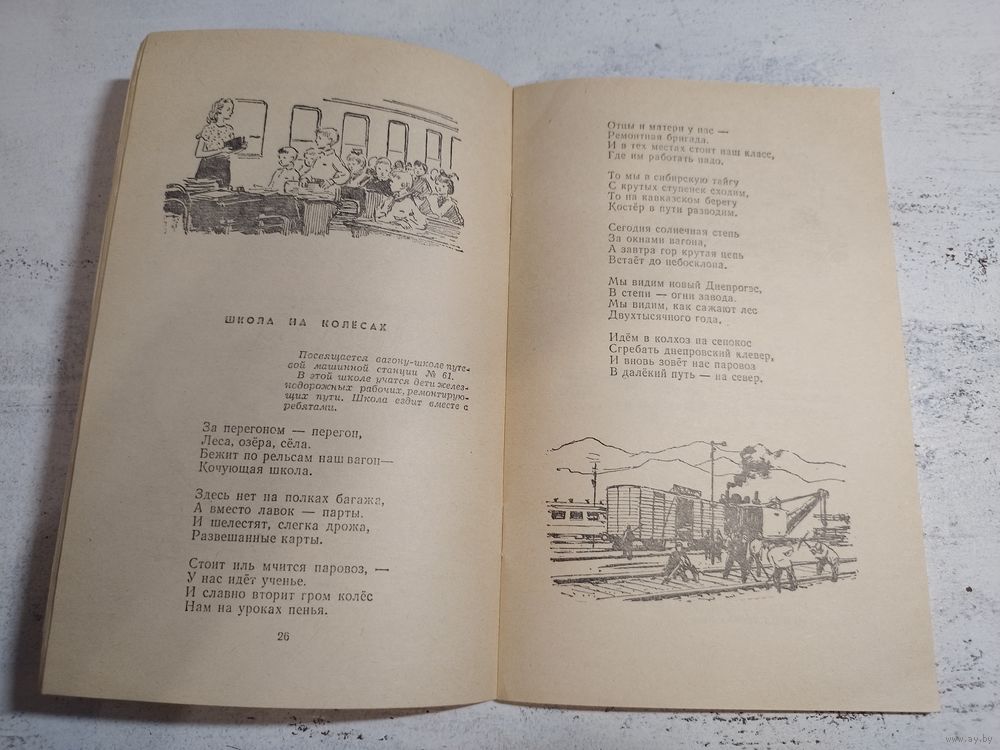 ШКОЛА НА КОЛЁСАХ
Посвящается вагону-школе путе-
вой машинной станции № 61.
В этой школе учатся дети желез-
нодорожных рабочих, ремонтирую-
щих пути. Школа ездит вместе с
ребятами.
За перегоном — перегон,
Леса, озёра, сёла.
Бежит по рельсам наш вагон—
Кочующая школа.
Здесь нет на полках багажа,
А вместо лавок — парты.
И шелестят, слегка дрожа,
Развешанные карты.
Стоит иль мчится паровоз, —
У нас идёт ученье.
И славно вторит гром колёс
Нам на уроках пенья.
26
Отцы и матери у нас —
Ремонтная бригада.
И в тех местах стоит наш класс,
Где им работать надо.
То мы в сибирскую тайгу
С крутых ступенек сходим,
То на кавказском берегу
Костёр в пути разводим.
Сегодня солнечная степь
За окнами вагона,
А завтра гор крутая цепь
Встаёт до небосклона.
Мы видим новый Днепрогэс,
В степи — огни завода.
Мы видим, как сажают лес
Двухтысячного года.
Идём в колхоз на сенокос
Сгребать днепровский клевер,
И вновь зовёт нас паровоз
В далёкий путь — на север.
www.ay.by